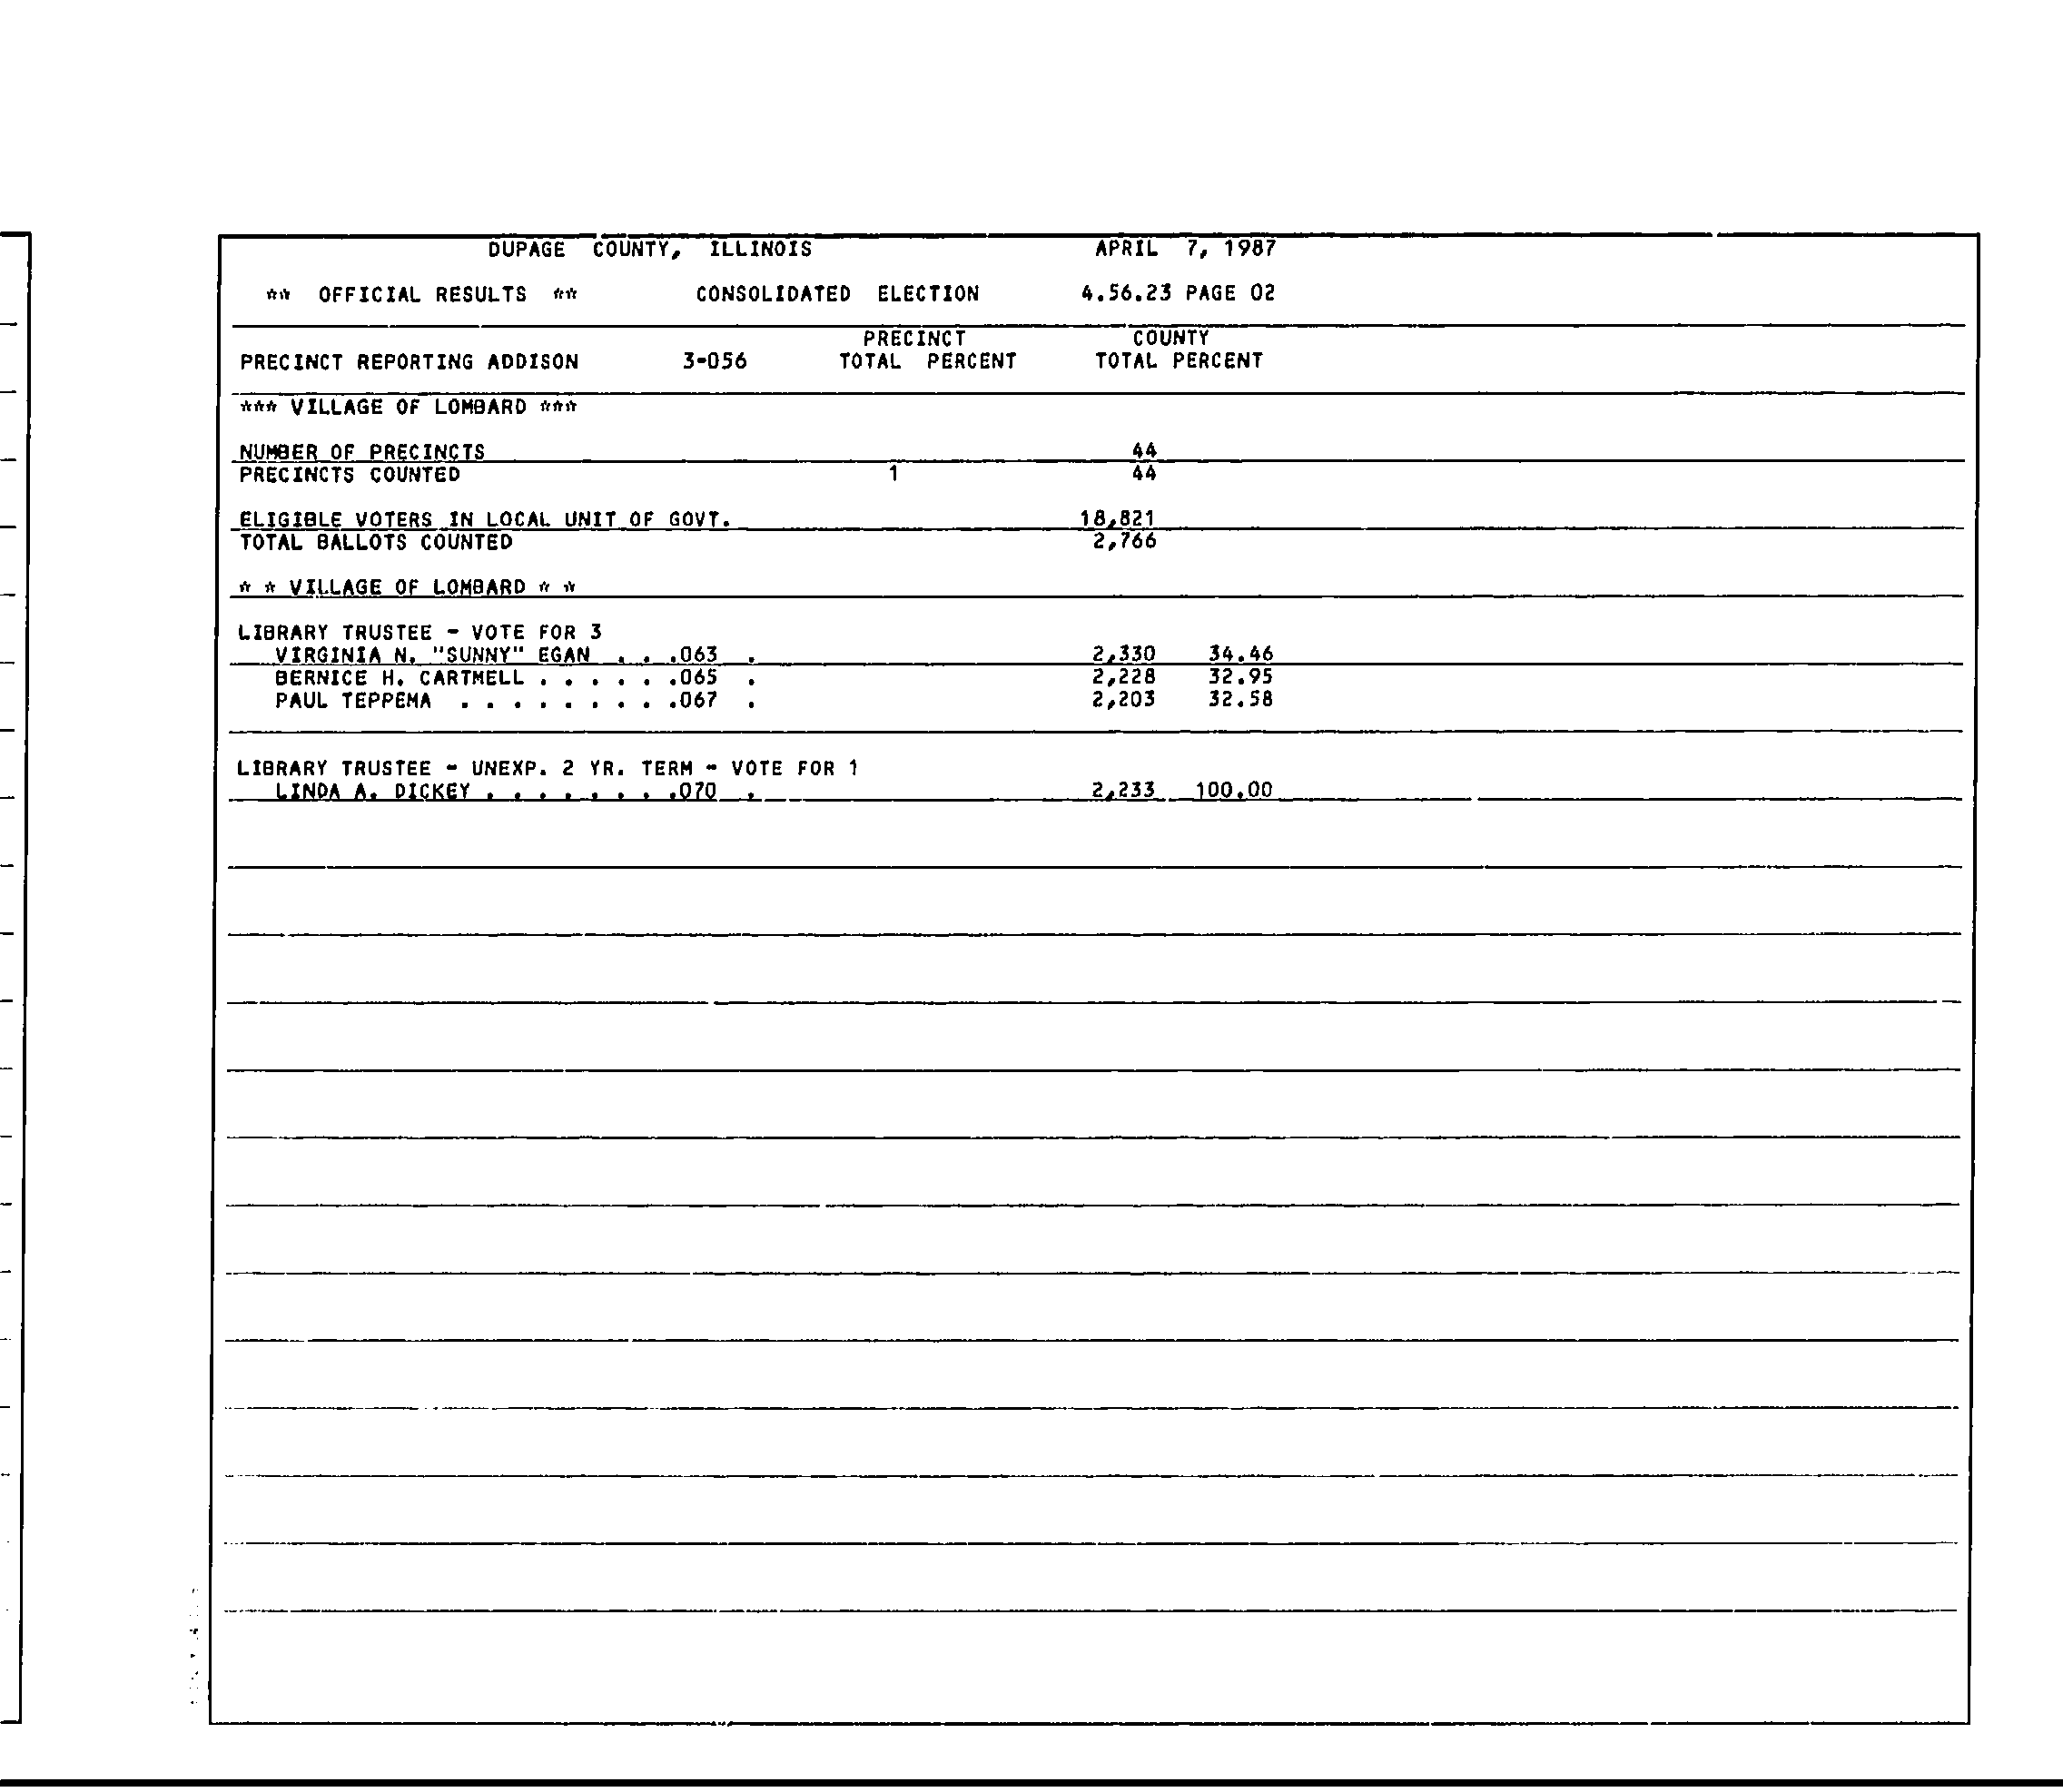 DUPAGE COUNTY, ILLINOIS APRIL 7, 1987
** OFFICIAL RESULTS ** CONSOLIDATED ELECTION 4.56.23 PAGE 02
PRECINCT COUNTY
PRECINCT REPORTING ADDISON 3-056 TOTAL PERCENT TOTAL PERCENT
*** VILLAGE OF LOMBARD ***
NUMBER OF PRECINCTS 44
PRECINCTS COUNTED 1 44
ELIGIBLE VOTERS IN LOCAL UNIT OF GOVT. 18,821
TOTAL BALLOTS COUNTED 2,766
* * VILLAGE OF LOMBARD * *
LIBRARY TRUSTEE - VOTE FOR 3
VIRGINIA N. "SUNNY" EGAN . . .063 . 2,330 34.46
BERNICE H. CARTMELL . . . . . .065 . 2,228 32.95
PAUL TEPPEMA . . . . . . . . .067 . 2,203 32.58
LIBRARY TRUSTEE - UNEXP. 2 YR. TERM - VOTE FOR 1
LINDA A. DICKEY . . . . . . . .070 . 2,233 100.00